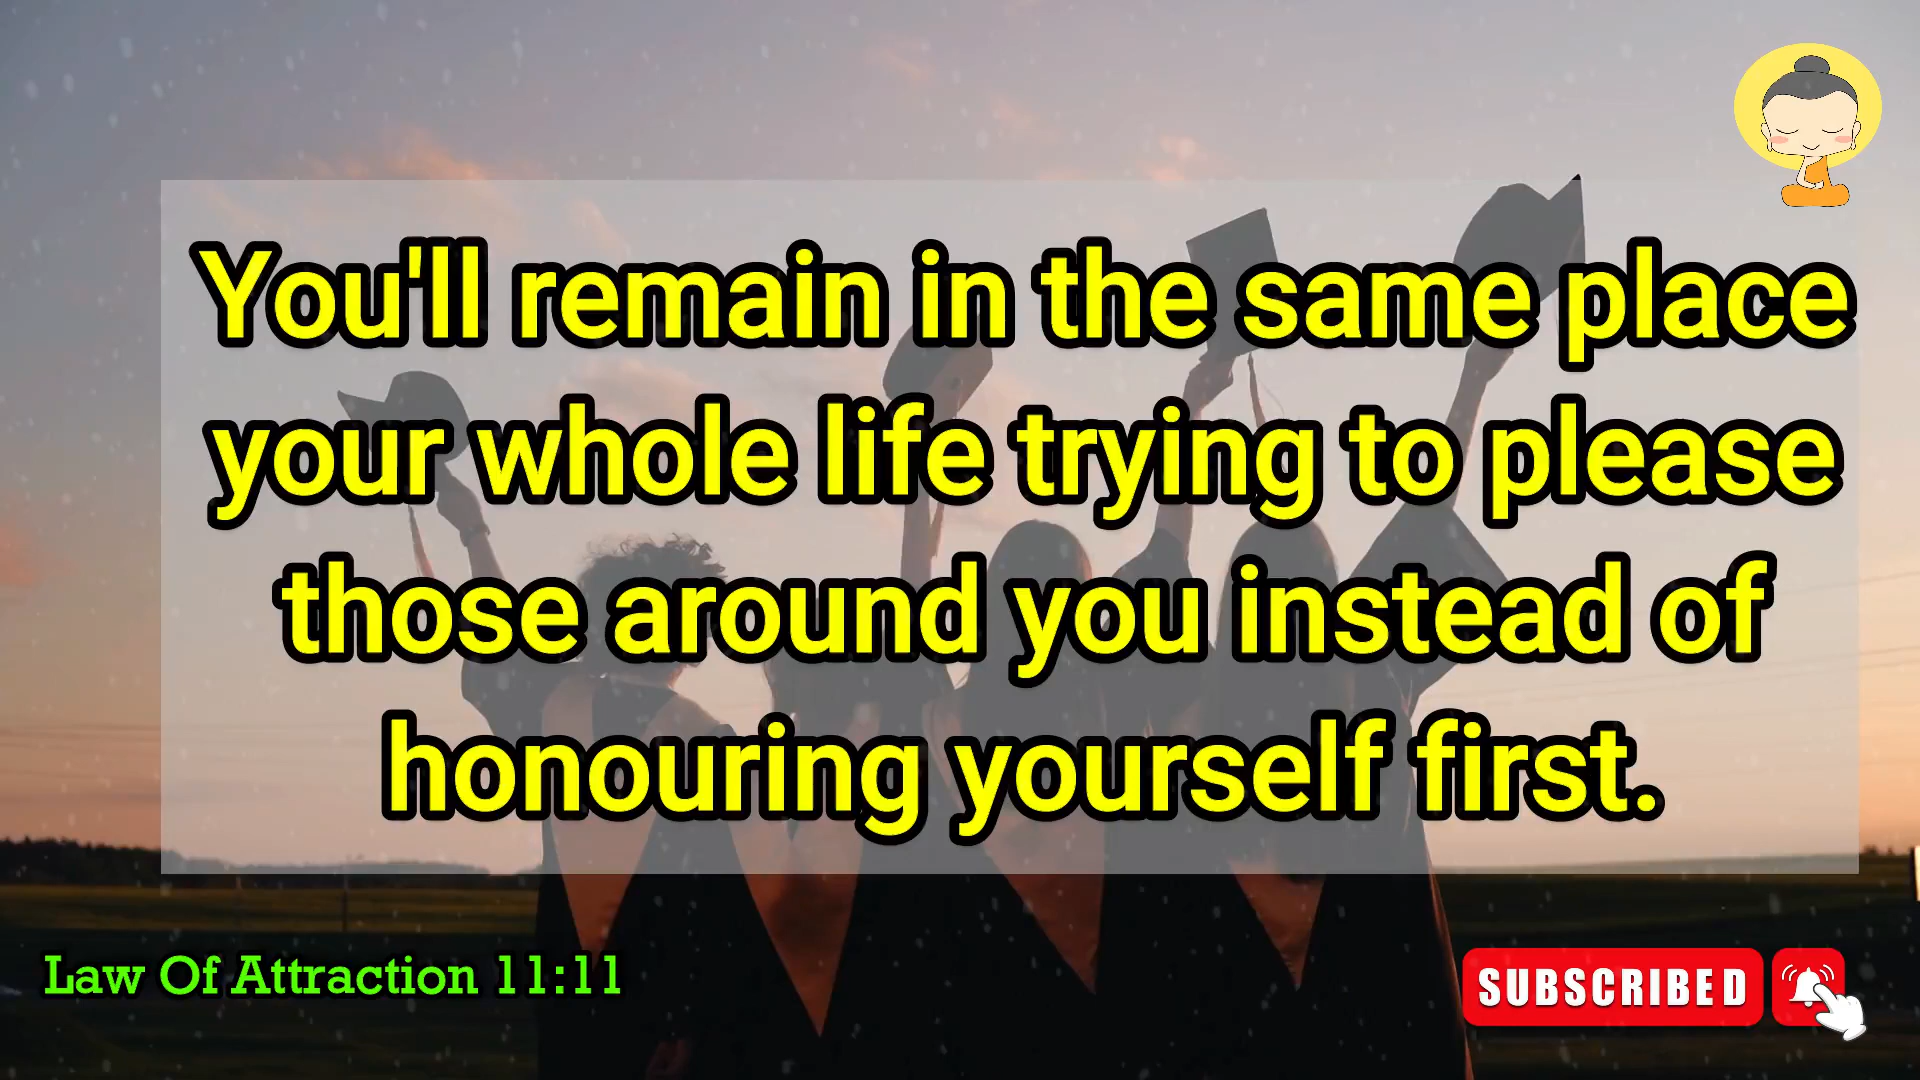 You'll remain in the same place
your whole life trying to please
those around you instead of
honouring yourself first.
Law Of Attraction 11:11
SUBSCRIBED